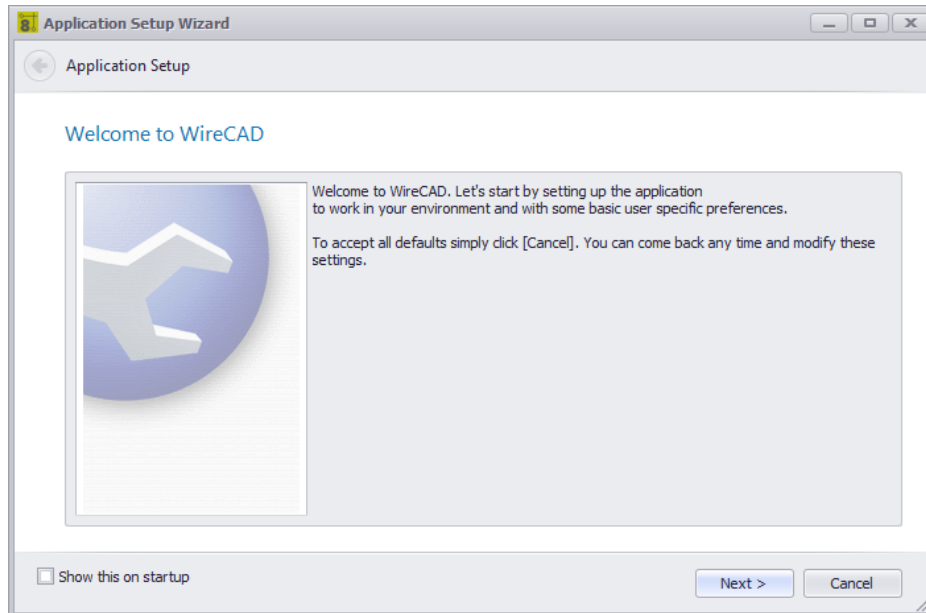 8 Application Setup Wizard
Application Setup
Welcome to WireCAD
Welcome to WireCAD. Let's start by setting up the application
to work in your environment and with some basic user specific preferences.
To accept all defaults simply click [Cancel]. You can come back any time and modify these
settings.
Show this on startup
Next >
Cancel